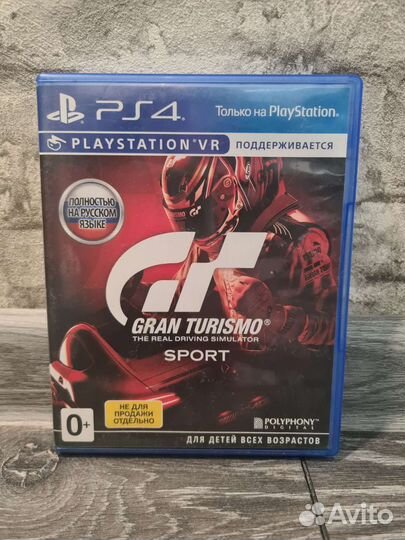 PS4
Только на PlayStation®
PLAYSTATION®VR ПОДДЕРЖИВАЕТСЯ
ПОЛНОСТЬЮ
НА РУССКОМ
ЯЗЫКЕ
GT
GRAN TURISMO®
THE REAL DRIVING SIMULATOR
SPORT
0+
НЕ ДЛЯ
ПРОДАЖИ
ОТДЕЛЬНО
POLYPHONY
DIGITAL
ДЛЯ ДЕТЕЙ ВСЕХ ВОЗРАСТОВ
Avito